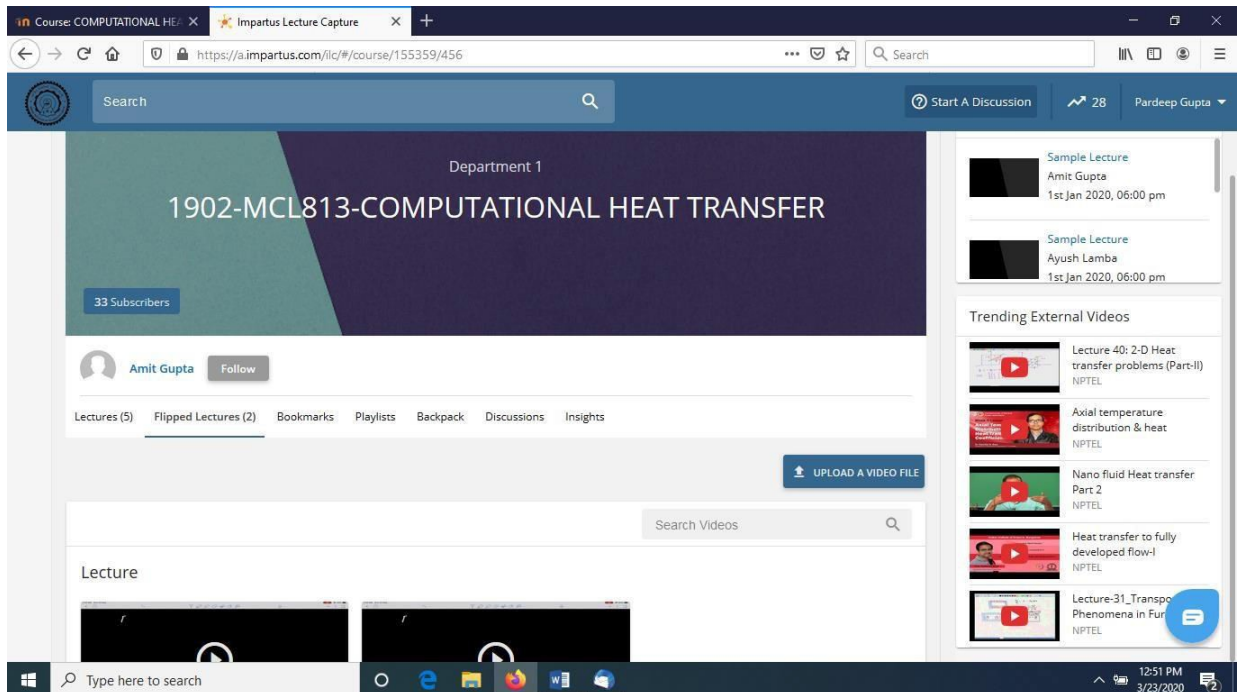 Course: COMPUTATIONAL HEA
Impartus Lecture Capture
https://a.impartus.com/ilc/#/course/155359/456
Search
Search
Start A Discussion
28
Pardeep Gupta
Department 1
1902-MCL813-COMPUTATIONAL HEAT TRANSFER
33 Subscribers
Amit Gupta
Follow
Lectures (5) Flipped Lectures (2) Bookmarks Playlists Backpack Discussions Insights
UPLOAD A VIDEO FILE
Search Videos
Lecture
Sample Lecture
Amit Gupta
1st Jan 2020, 06:00 pm
Sample Lecture
Ayush Lamba
1st Jan 2020, 06:00 pm
Trending External Videos
Lecture 40: 2-D Heat
transfer problems (Part-II)
NPTEL
Axial temperature
distribution & heat
NPTEL
Nano fluid Heat transfer
Part 2
NPTEL
Heat transfer to fully
developed flow-I
NPTEL
Lecture-31_Transpo
Phenomena in Fur
NPTEL
Type here to search
12:51 PM
3/23/2020
2